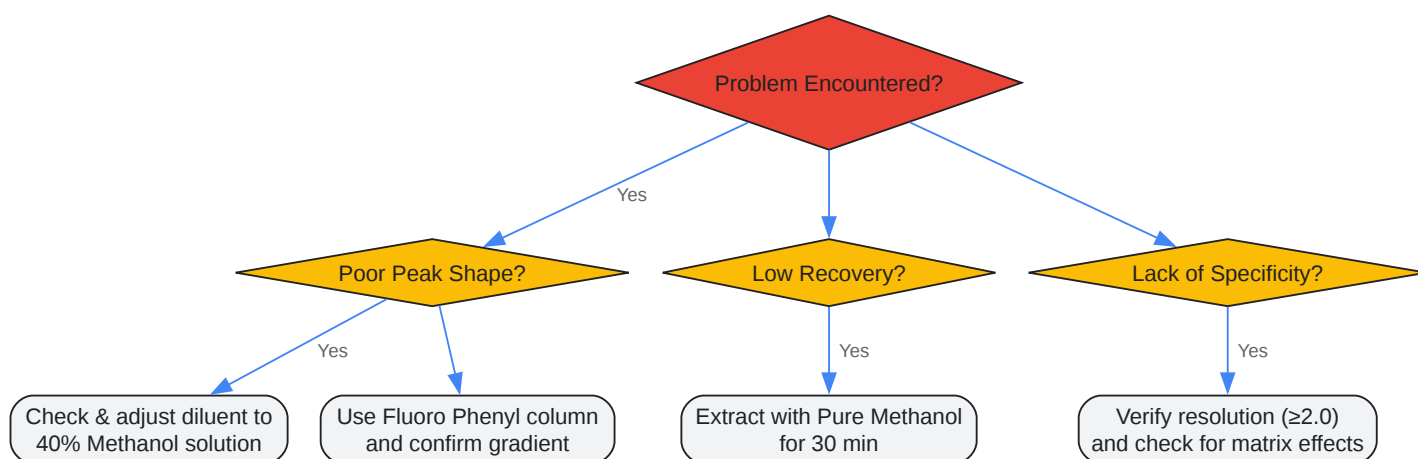 Problem Encountered?
Yes
Poor Peak Shape?
Low Recovery?
Lack of Specificity?
Yes
Yes
Yes
Check & adjust diluent to
40% Methanol solution
Use Fluoro Phenyl column
and confirm gradient
Extract with Pure Methanol
for 30 min
Verify resolution (≥2.0)
and check for matrix effects